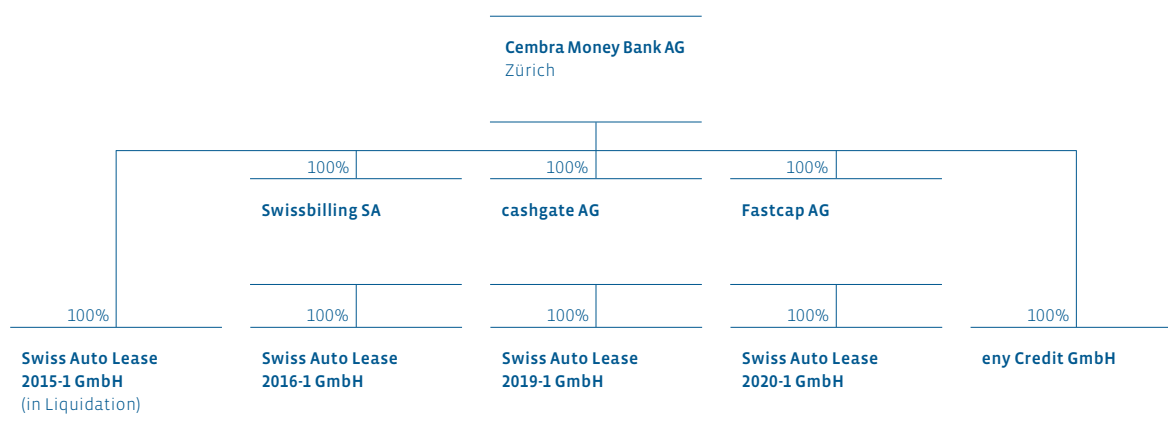 Cembra Money Bank AG
Zürich
100%
100%
100%
Swissbilling SA
cashgate AG
Fastcap AG
100%
100%
100%
100%
100%
Swiss Auto Lease
2015-1 GmbH
(in Liquidation)
Swiss Auto Lease
2016-1 GmbH
Swiss Auto Lease
2019-1 GmbH
Swiss Auto Lease
2020-1 GmbH
eny Credit GmbH